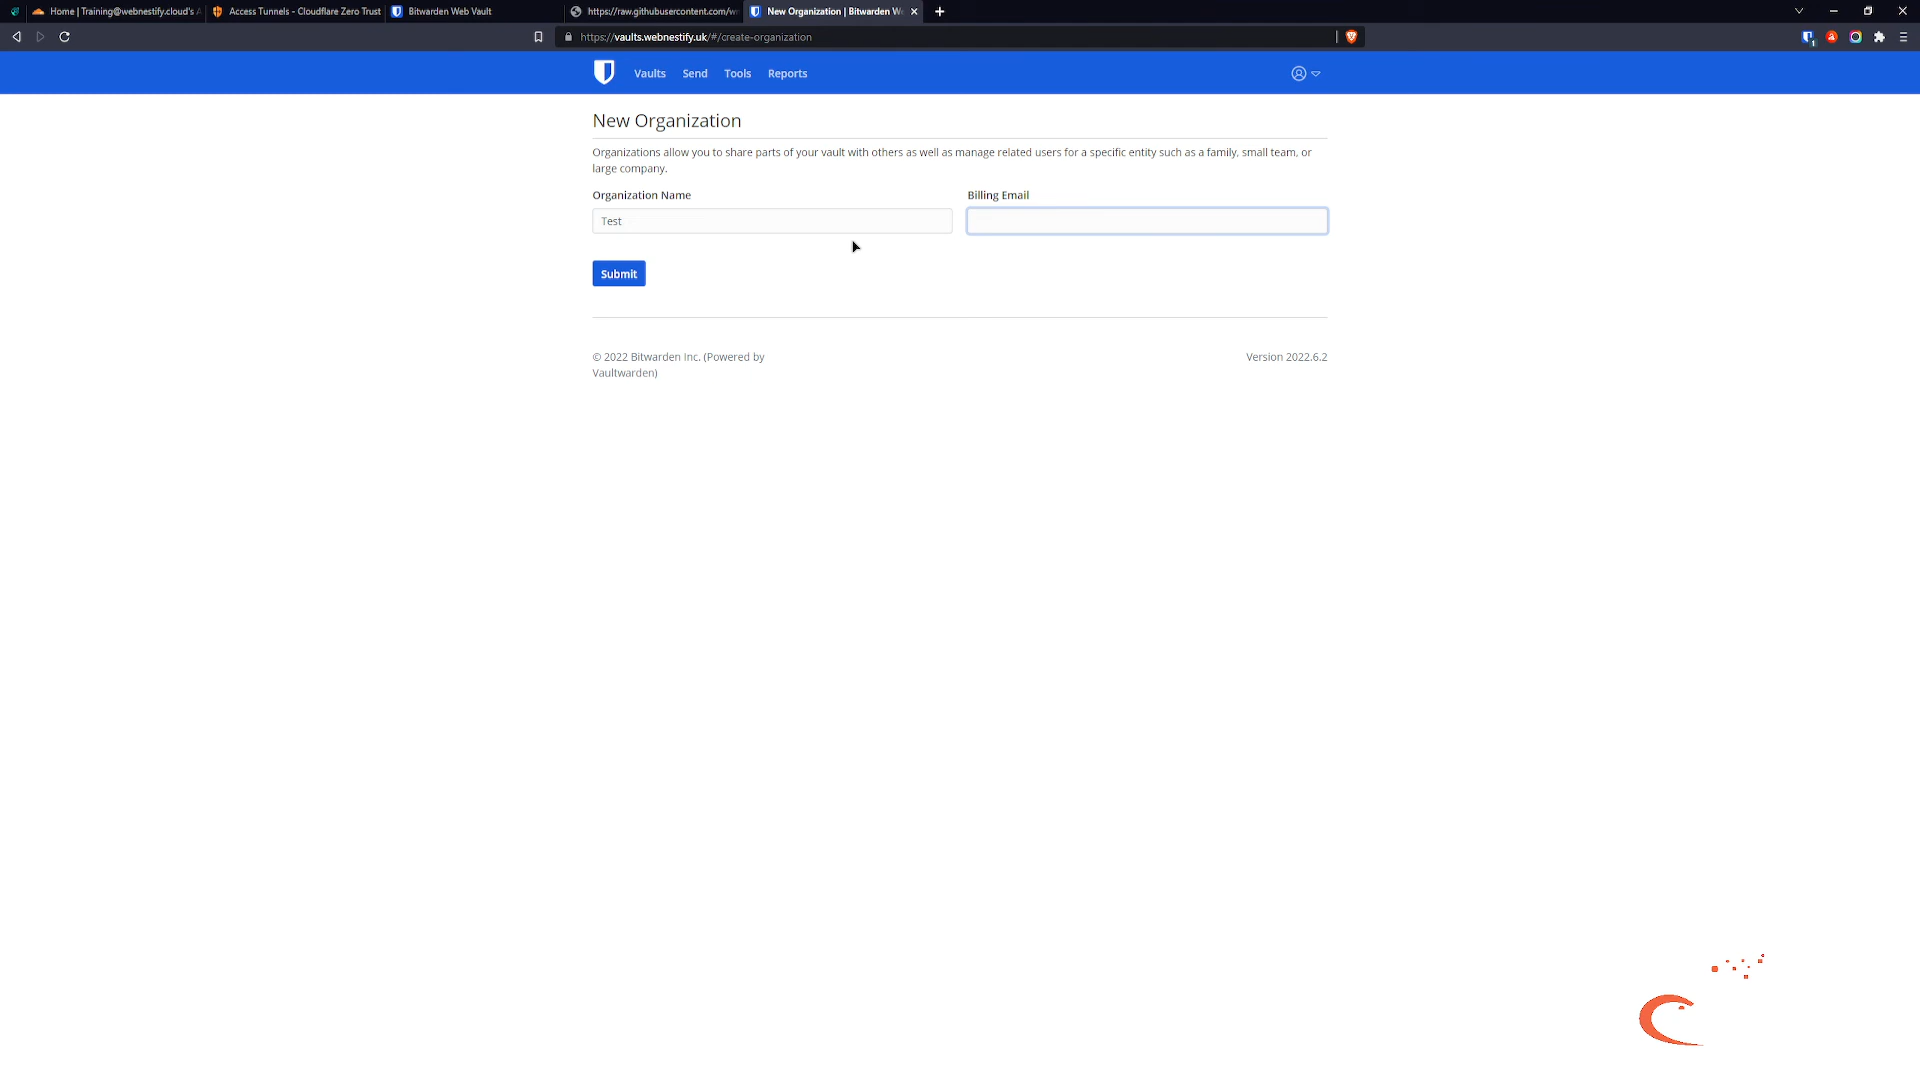 Home | Training@webnestify.cloud's A
Access Tunnels - Cloudflare Zero Trust
Bitwarden Web Vault
https://raw.githubusercontent.com/w
New Organization | Bitwarden W
https://vaults.webnestify.uk/#/create-organization
1
Vaults
Send
Tools
Reports
New Organization
Organizations allow you to share parts of your vault with others as well as manage related users for a specific entity such as a family, small team, or
large company.
Organization Name
Billing Email
Test
Submit
© 2022 Bitwarden Inc. (Powered by
Vaultwarden)
Version 2022.6.2